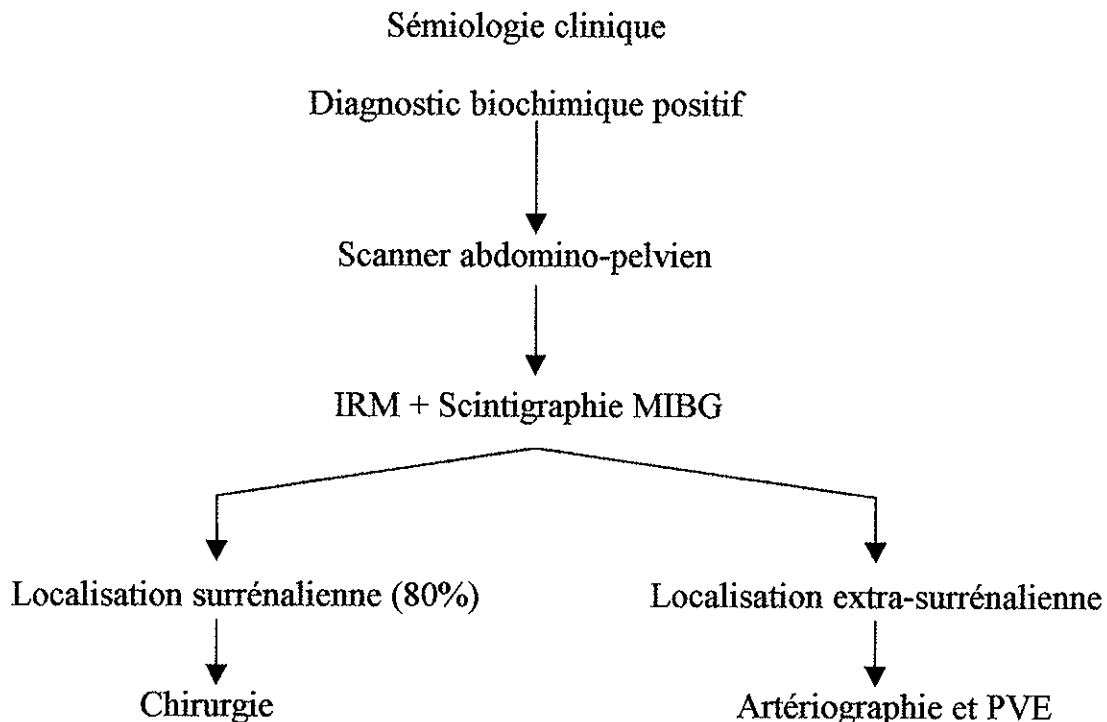 Sémiologie clinique
Diagnostic biochimique positif
Scanner abdomino-pelvien
IRM + Scintigraphie MIBG
Localisation surrénalienne (80%)
Localisation extra-surrénalienne
Chirurgie
Artériographie et PVE